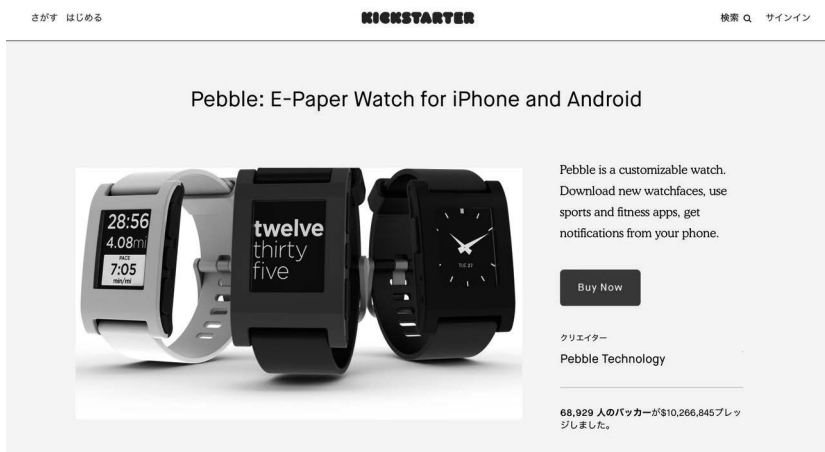 さがす はじめる
KICKSTARTER
検索 サインイン
Pebble: E-Paper Watch for iPhone and Android
28:56
4.08mi
PACE
7:05
min/mi
twelve
thirty
five
TUE 22
Pebble is a customizable watch.
Download new watchfaces, use
sports and fitness apps, get
notifications from your phone.
Buy Now
クリエイター
Pebble Technology
68,929 人のバッカーが$10,266,845プレッ
ジしました。